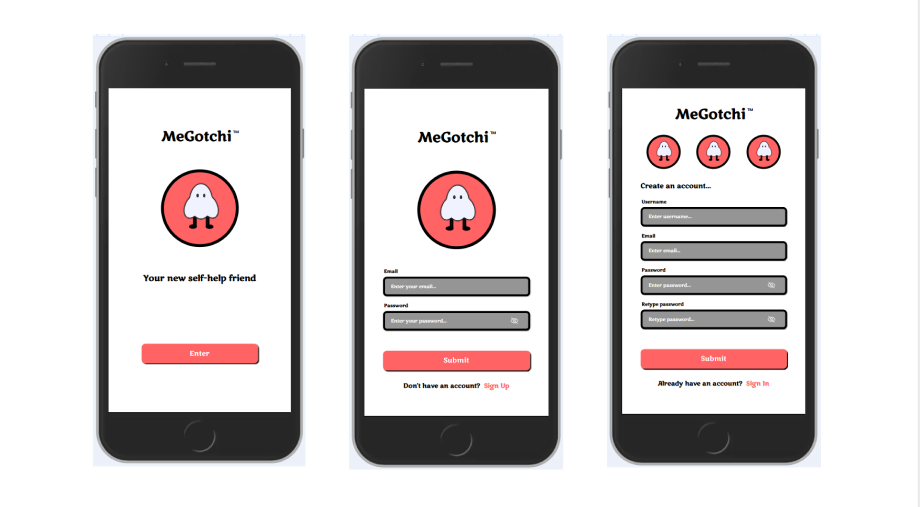 MeGotchi™
Your new self-help friend
Enter
MeGotchi™
Email
Enter your email...
Password
Enter your password...
Submit
Don't have an account? Sign Up
MeGotchi™
Create an account...
Username
Enter username...
Email
Enter email...
Password
Enter password...
Retype password
Retype password...
Submit
Already have an account? Sign In